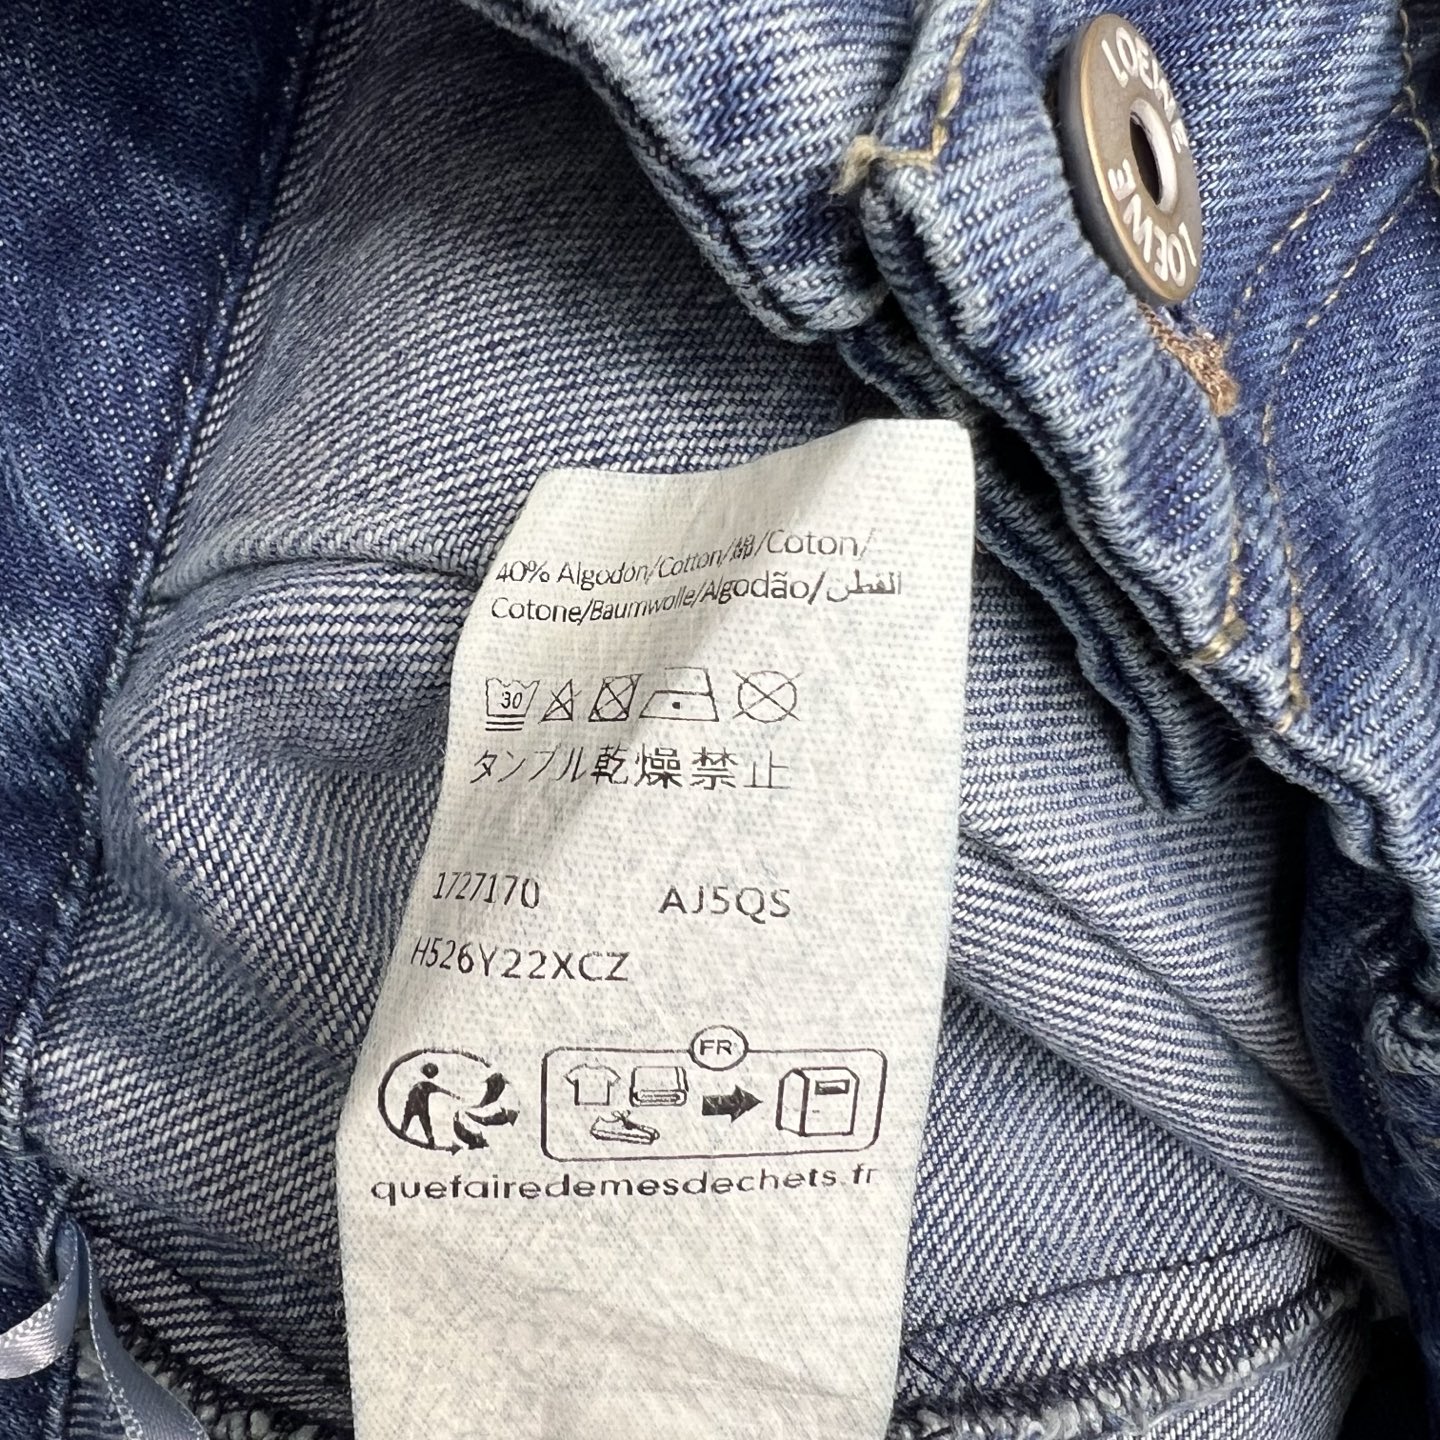 LOEWE
LOEWE
40% Algodón/Cotton/綿/Coton/
Cotone/Baumwolle/Algodão/القطن
30
タンブル乾燥禁止
1727170 AJ5QS
H526Y22XCZ
FR
quefairedemesdechets.fr